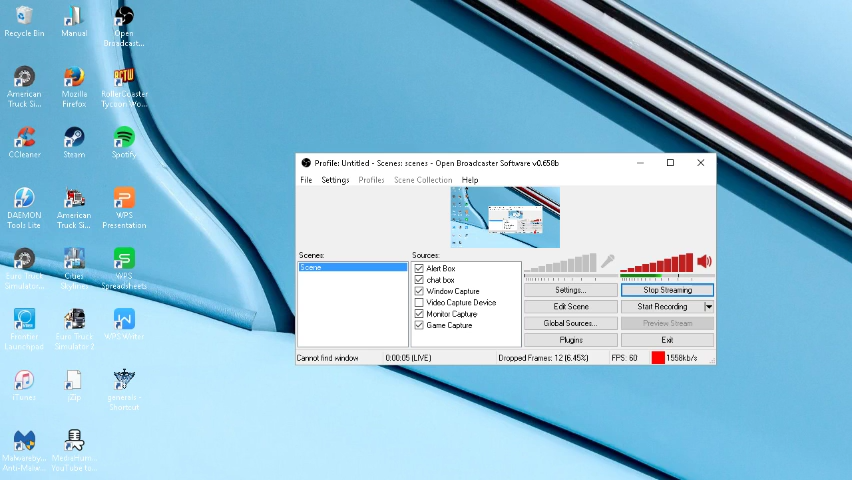 Recycle Bin
Manual
Open
Broadcast...
American
Truck Si...
Mozilla
Firefox
RollerCoaster
Tycoon Wo...
CCleaner
Steam
Spotify
DAEMON
Tools Lite
American
Truck Si...
WPS
Presentation
Euro Truck
Simulator...
Cities
Skylines
WPS
Spreadsheets
Frontier
Launchpad
Euro Truck
Simulator 2
WPS Writer
iTunes
jZip
generals -
Shortcut
Malwareby...
Anti-Malw...
YouTube to...
Profile: Untitled - Scenes: scenes - Open Broadcaster Software v0.658b
File Settings Profiles Scene Collection Help
Scenes:
Scene
Sources:
Alert Box
chat box
Window Capture
Video Capture Device
Monitor Capture
Game Capture
Settings...
Stop Streaming
Edit Scene
Start Recording
Global Sources...
Preview Stream
Plugins
Exit
Cannot find window
0:00:05 (LIVE)
Dropped Frames: 12 (6.45%)
FPS: 60
1558kb/s